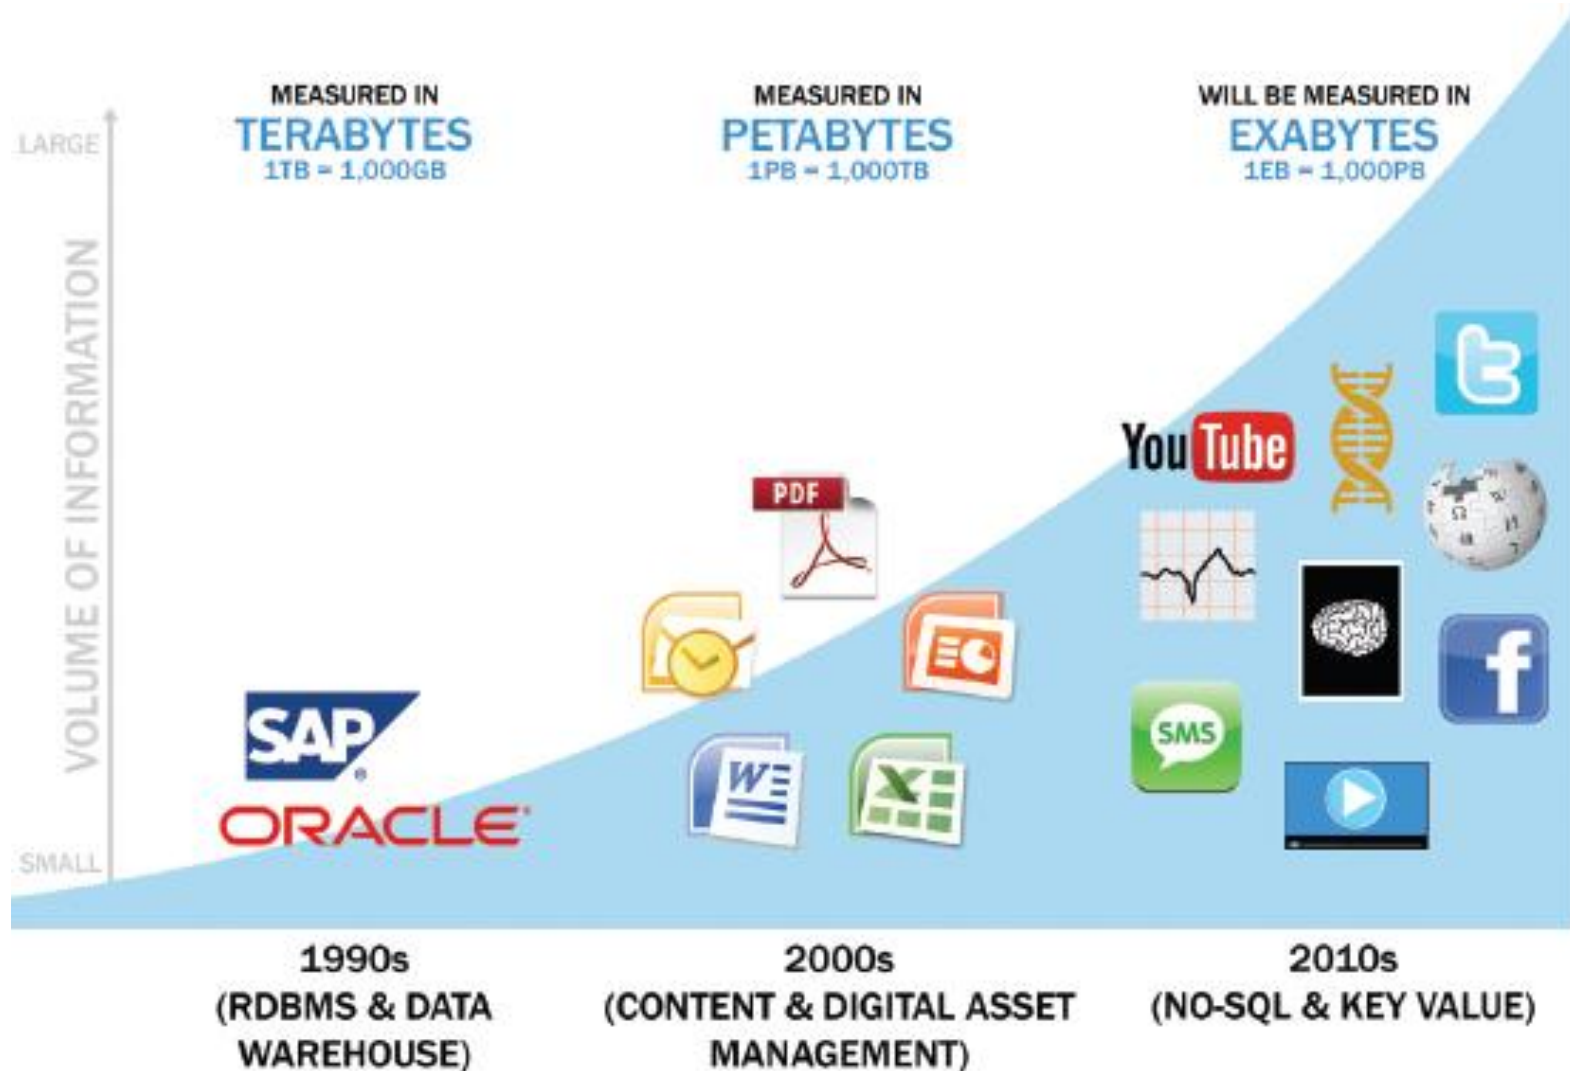 MEASURED IN
TERABYTES
1TB = 1,000GB
MEASURED IN
PETABYTES
1PB = 1,000TB
WILL BE MEASURED IN
EXABYTES
1EB = 1,000PB
LARGE
VOLUME OF INFORMATION
SMALL
SAP®
ORACLE
PDF
W
X
YouTube
SMS
t
f
1990s
(RDBMS & DATA
WAREHOUSE)
2000s
(CONTENT & DIGITAL ASSET
MANAGEMENT)
2010s
(NO-SQL & KEY VALUE)